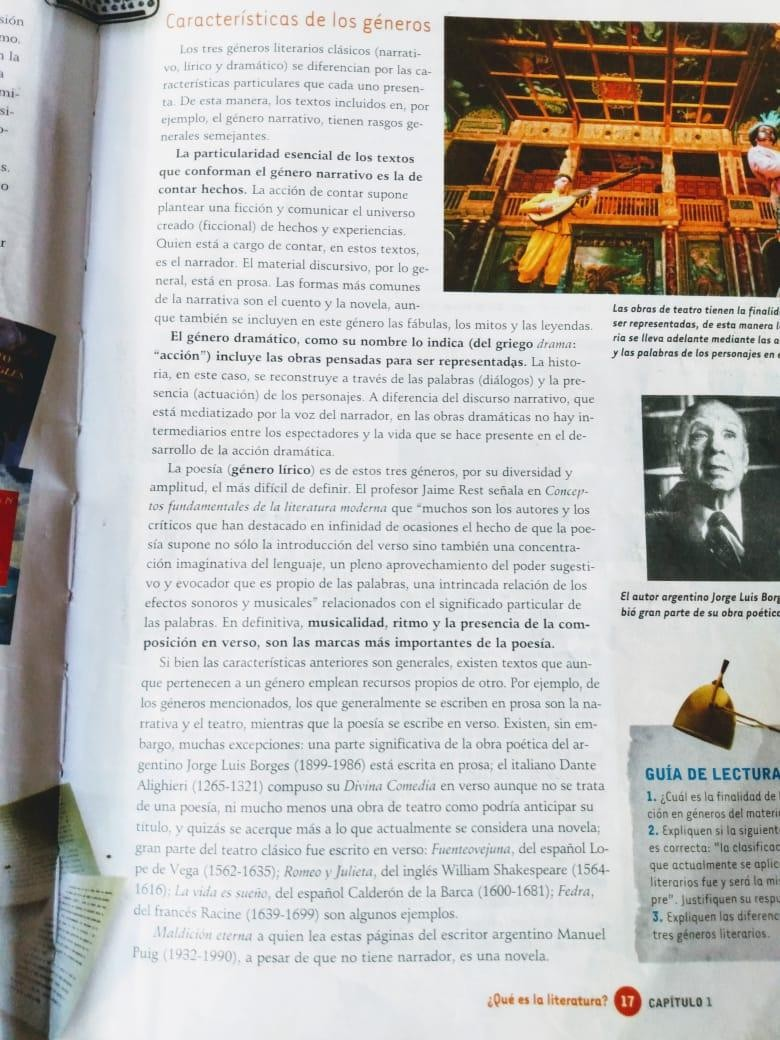 Características de los géneros
Los tres géneros literarios clásicos (narrati-
vo, lírico y dramático) se diferencian por las ca-
racterísticas particulares que cada uno presen-
ta. De esta manera, los textos incluidos en, por
ejemplo, el género narrativo, tienen rasgos ge-
nerales semejantes.
La particularidad esencial de los textos
que conforman el género narrativo es la de
contar hechos. La acción de contar supone
plantear una ficción y comunicar el universo
creado (ficcional) de hechos y experiencias.
Quien está a cargo de contar, en estos textos,
es el narrador. El material discursivo, por lo ge-
neral, está en prosa. Las formas más comunes
de la narrativa son el cuento y la novela, aun-
que también se incluyen en este género las fábulas, los mitos y las leyendas.
El género dramático, como su nombre lo indica (del griego drama:
"acción") incluye las obras pensadas para ser representadas. La histo-
ria, en este caso, se reconstruye a través de las palabras (diálogos) y la pre-
sencia (actuación) de los personajes. A diferencia del discurso narrativo, que
está mediatizado por la voz del narrador, en las obras dramáticas no hay in-
termediarios entre los espectadores y la vida que se hace presente en el de-
sarrollo de la acción dramática.
La poesía (género lírico) es de estos tres géneros, por su diversidad y
amplitud, el más difícil de definir. El profesor Jaime Rest señala en Concep-
tos fundamentales de la literatura moderna que "muchos son los autores y los
críticos que han destacado en infinidad de ocasiones el hecho de que la poe-
sía supone no sólo la introducción del verso sino también una concentra-
ción imaginativa del lenguaje, un pleno aprovechamiento del poder sugesti-
vo y evocador que es propio de las palabras, una intrincada relación de los
efectos sonoros y musicales" relacionados con el significado particular de
las palabras. En definitiva, musicalidad, ritmo y la presencia de la com-
posición en verso, son las marcas más importantes de la poesía.
Si bien las características anteriores son generales, existen textos que aun-
que pertenecen a un género emplean recursos propios de otro. Por ejemplo, de
los géneros mencionados, los que generalmente se escriben en prosa son la na-
rrativa y el teatro, mientras que la poesía se escribe en verso. Existen, sin em-
bargo, muchas excepciones: una parte significativa de la obra poética del ar-
gentino Jorge Luis Borges (1899-1986) está escrita en prosa; el italiano Dante
Alighieri (1265-1321) compuso su Divina Comedia en verso aunque no se trata
de una poesía, ni mucho menos una obra de teatro como podría anticipar su
título, y quizás se acerque más a lo que actualmente se considera una novela;
gran parte del teatro clásico fue escrito en verso: Fuenteovejuna, del español Lo-
pe de Vega (1562-1635); Romeo y Julieta, del inglés William Shakespeare (1564-
1616); La vida es sueño, del español Calderón de la Barca (1600-1681); Fedra,
del francés Racine (1639-1699) son algunos ejemplos.
Maldición eterna a quien lea estas páginas del escritor argentino Manuel
Puig (1932-1990), a pesar de que no tiene narrador, es una novela.
Las obras de teatro tienen la finalid
ser representadas, de esta manera l
ria se lleva adelante mediante las a
y las palabras de los personajes en e
El autor argentino Jorge Luis Borg
bió gran parte de su obra poética
GUÍA DE LECTURA
1. ¿Cuál es la finalidad de l
ción en géneros del materi
2. Expliquen si la siguiente
es correcta: "la clasificac
que actualmente se aplic
literarios fue y será la mi
pre". Justifiquen su respu
3. Expliquen las diferenc
tres géneros literarios.
¿Qué es la literatura? 17 CAPÍTULO 1